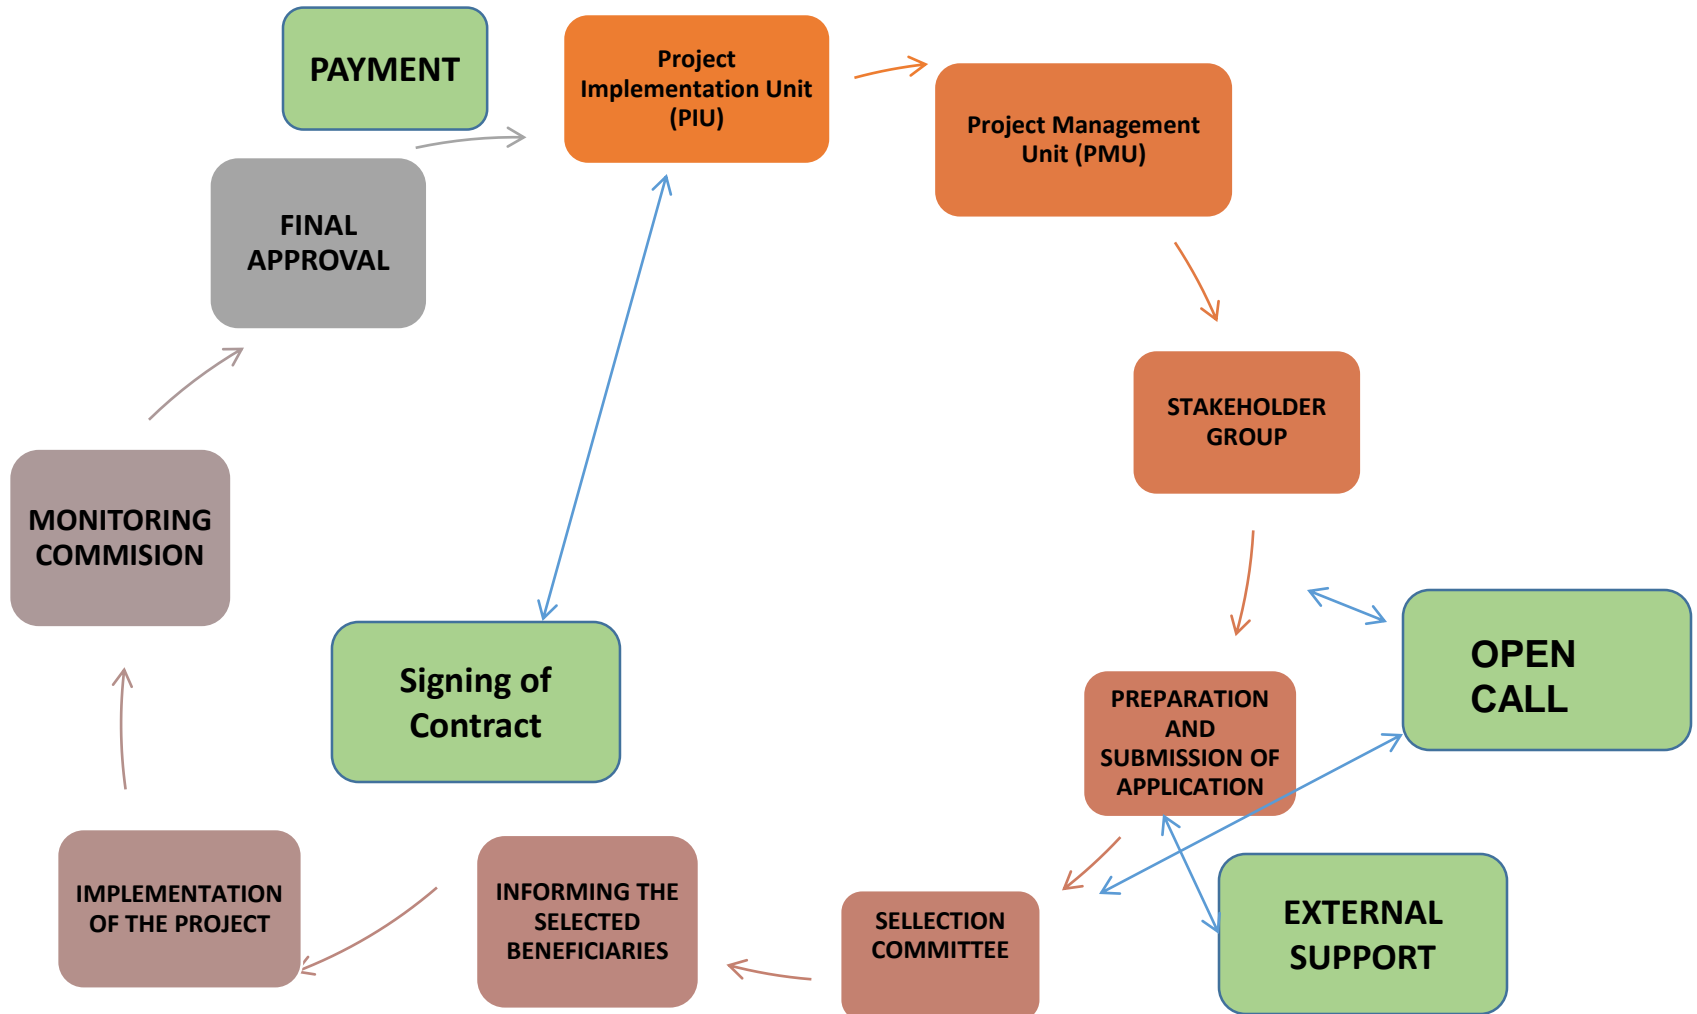 PAYMENT
Project
Implementation Unit
(PIU)
Project Management
Unit (PMU)
STAKEHOLDER
GROUP
OPEN
CALL
PREPARATION
AND
SUBMISSION OF
APPLICATION
EXTERNAL
SUPPORT
SELLECTION
COMMITTEE
INFORMING THE
SELECTED
BENEFICIARIES
IMPLEMENTATION
OF THE PROJECT
MONITORING
COMMISION
FINAL
APPROVAL
Signing of
Contract